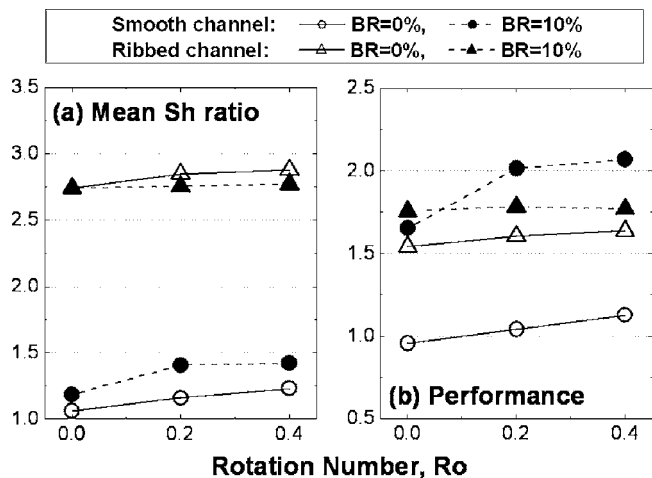 Smooth channel: BR=0%, BR=10%
Ribbed channel: BR=0%, BR=10%
(a) Mean Sh ratio
3.5
3.0
2.5
2.0
1.5
1.0
0.0 0.2 0.4
2.5
2.0
1.5
1.0
0.5
(b) Performance
0.0 0.2 0.4
Rotation Number, Ro